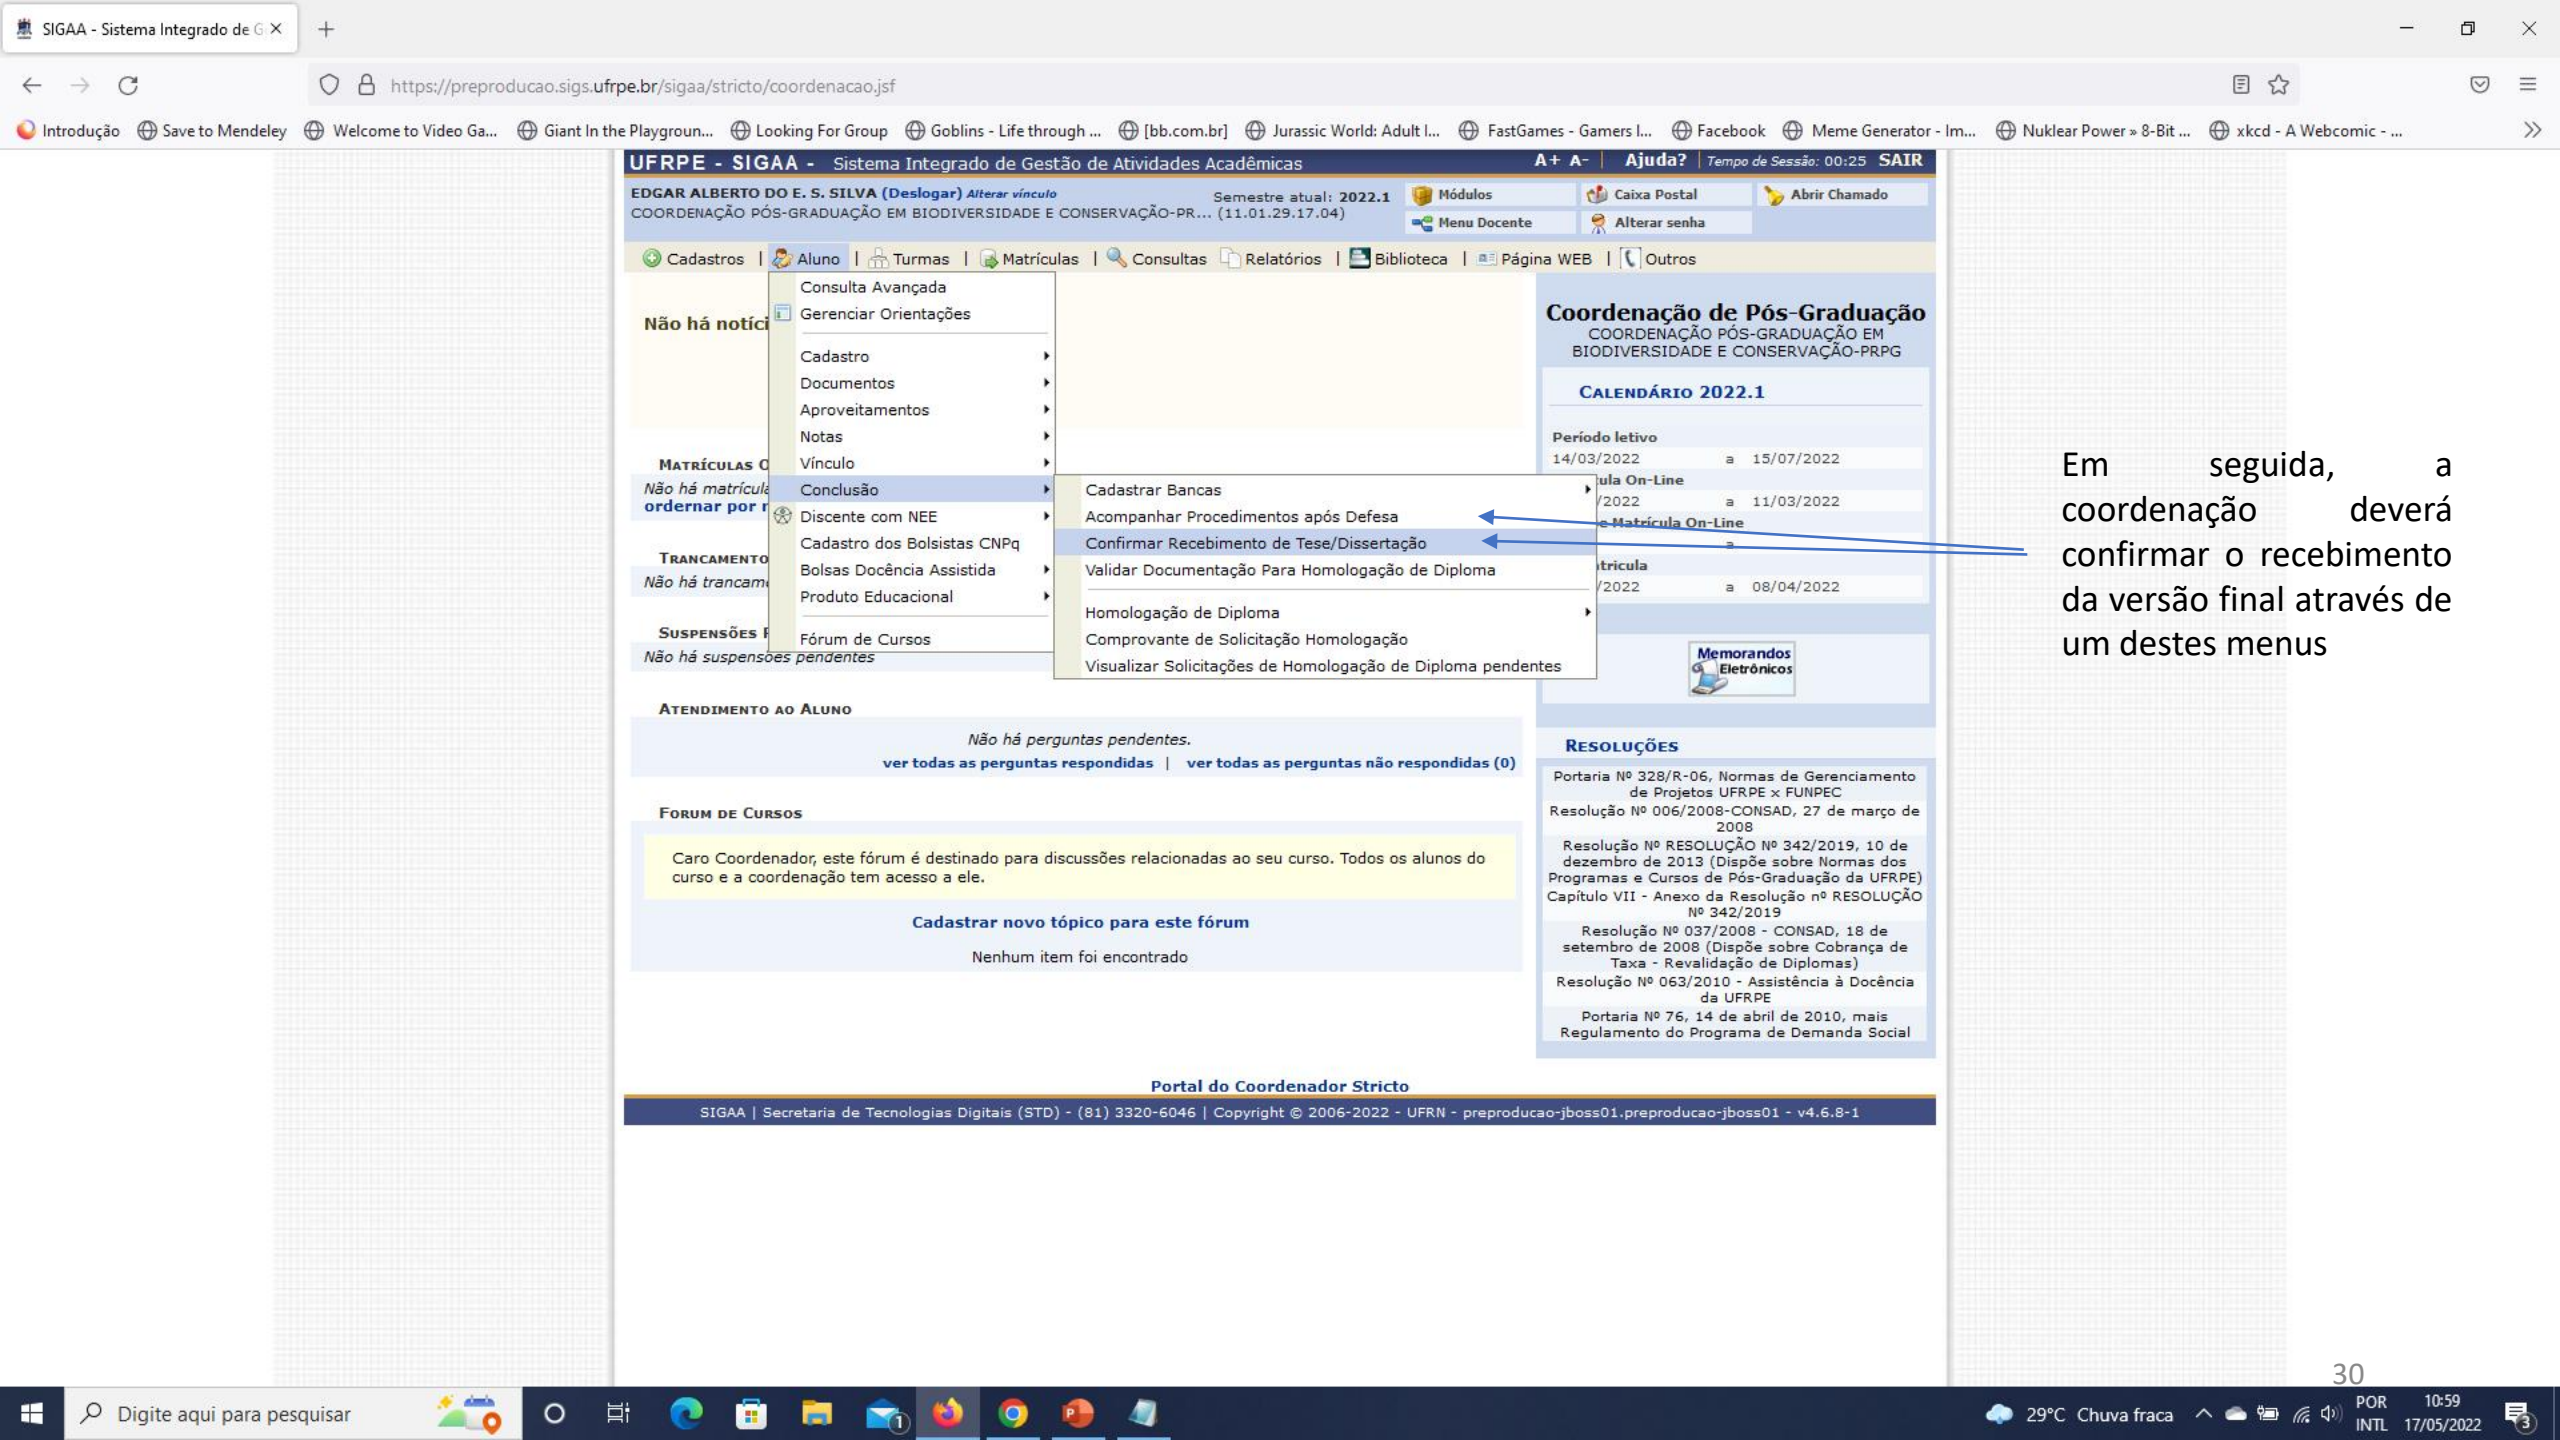 SIGAA - Sistema Integrado de G
https://preproducao.sigs.ufrpe.br/sigaa/stricto/coordenacao.jsf
Introdução Save to Mendeley Welcome to Video Ga... Giant In the Playgroun... Looking For Group Goblins - Life through ... [bb.com.br] Jurassic World: Adult I... FastGames - Gamers I... Facebook Meme Generator - Im... Nuklear Power » 8-Bit ... xkcd - A Webcomic - ...
UFRPE - SIGAA - Sistema Integrado de Gestão de Atividades Acadêmicas A+ A- | Ajuda? | Tempo de Sessão: 00:25 SAIR
EDGAR ALBERTO DO E. S. SILVA (Deslogar) Alterar vínculo
COORDENAÇÃO PÓS-GRADUAÇÃO EM BIODIVERSIDADE E CONSERVAÇÃO-PR... (11.01.29.17.04)
Semestre atual: 2022.1
Módulos Caixa Postal Abrir Chamado
Menu Docente Alterar senha
Cadastros | Aluno | Turmas | Matrículas | Consultas Relatórios | Biblioteca | Página WEB | Outros
Não há notíci
Consulta Avançada
Gerenciar Orientações
Cadastro
Documentos
Aproveitamentos
Notas
Vínculo
Conclusão
Discente com NEE
Cadastro dos Bolsistas CNPq
Bolsas Docência Assistida
Produto Educacional
Fórum de Cursos
Cadastrar Bancas
Acompanhar Procedimentos após Defesa
Confirmar Recebimento de Tese/Dissertação
Validar Documentação Para Homologação de Diploma
Homologação de Diploma
Comprovante de Solicitação Homologação
Visualizar Solicitações de Homologação de Diploma pendentes
MATRÍCULAS O
Não há matrícula
ordernar por
TRANCAMENTO
Não há trancam
SUSPENSÕES
Não há suspensões pendentes
ATENDIMENTO AO ALUNO
Não há perguntas pendentes.
ver todas as perguntas respondidas | ver todas as perguntas não respondidas (0)
FORUM DE CURSOS
Caro Coordenador, este fórum é destinado para discussões relacionadas ao seu curso. Todos os alunos do
curso e a coordenação tem acesso a ele.
Cadastrar novo tópico para este fórum
Nenhum item foi encontrado
Coordenação de Pós-Graduação
COORDENAÇÃO PÓS-GRADUAÇÃO EM
BIODIVERSIDADE E CONSERVAÇÃO-PRPG
CALENDÁRIO 2022.1
Período letivo
14/03/2022 a 15/07/2022
ula On-Line
/2022 a 11/03/2022
e Matrícula On-Line
a
trícula
/2022 a 08/04/2022
Memorandos
Eletrônicos
RESOLUÇÕES
Portaria Nº 328/R-06, Normas de Gerenciamento
de Projetos UFRPE x FUNPEC
Resolução Nº 006/2008-CONSAD, 27 de março de
2008
Resolução Nº RESOLUÇÃO Nº 342/2019, 10 de
dezembro de 2013 (Dispõe sobre Normas dos
Programas e Cursos de Pós-Graduação da UFRPE)
Capítulo VII - Anexo da Resolução nº RESOLUÇÃO
Nº 342/2019
Resolução Nº 037/2008 - CONSAD, 18 de
setembro de 2008 (Dispõe sobre Cobrança de
Taxa - Revalidação de Diplomas)
Resolução Nº 063/2010 - Assistência à Docência
da UFRPE
Portaria Nº 76, 14 de abril de 2010, mais
Regulamento do Programa de Demanda Social
Portal do Coordenador Stricto
SIGAA | Secretaria de Tecnologias Digitais (STD) - (81) 3320-6046 | Copyright © 2006-2022 - UFRN - preproducao-jboss01.preproducao-jboss01 - v4.6.8-1
Em seguida, a
coordenação deverá
confirmar o recebimento
da versão final através de
um destes menus
30
Digite aqui para pesquisar
1
29°C Chuva fraca
POR
INTL
10:59
17/05/2022
3